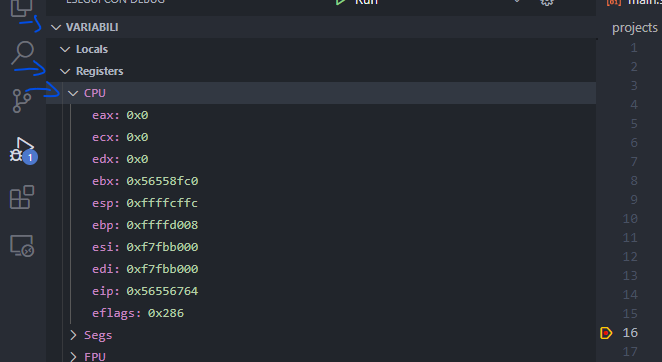 ESEGUI CON DEBUG
Run
main.s
VARIABILI
projects
Locals
Registers
CPU
eax: 0x0
ecx: 0x0
edx: 0x0
ebx: 0x56558fc0
esp: 0xffffcffc
ebp: 0xffffd008
esi: 0xf7fbb000
edi: 0xf7fbb000
eip: 0x56556764
eflags: 0x286
Segs
FPU
1
1
2
3
4
5
6
7
8
9
10
11
12
13
14
15
16
17